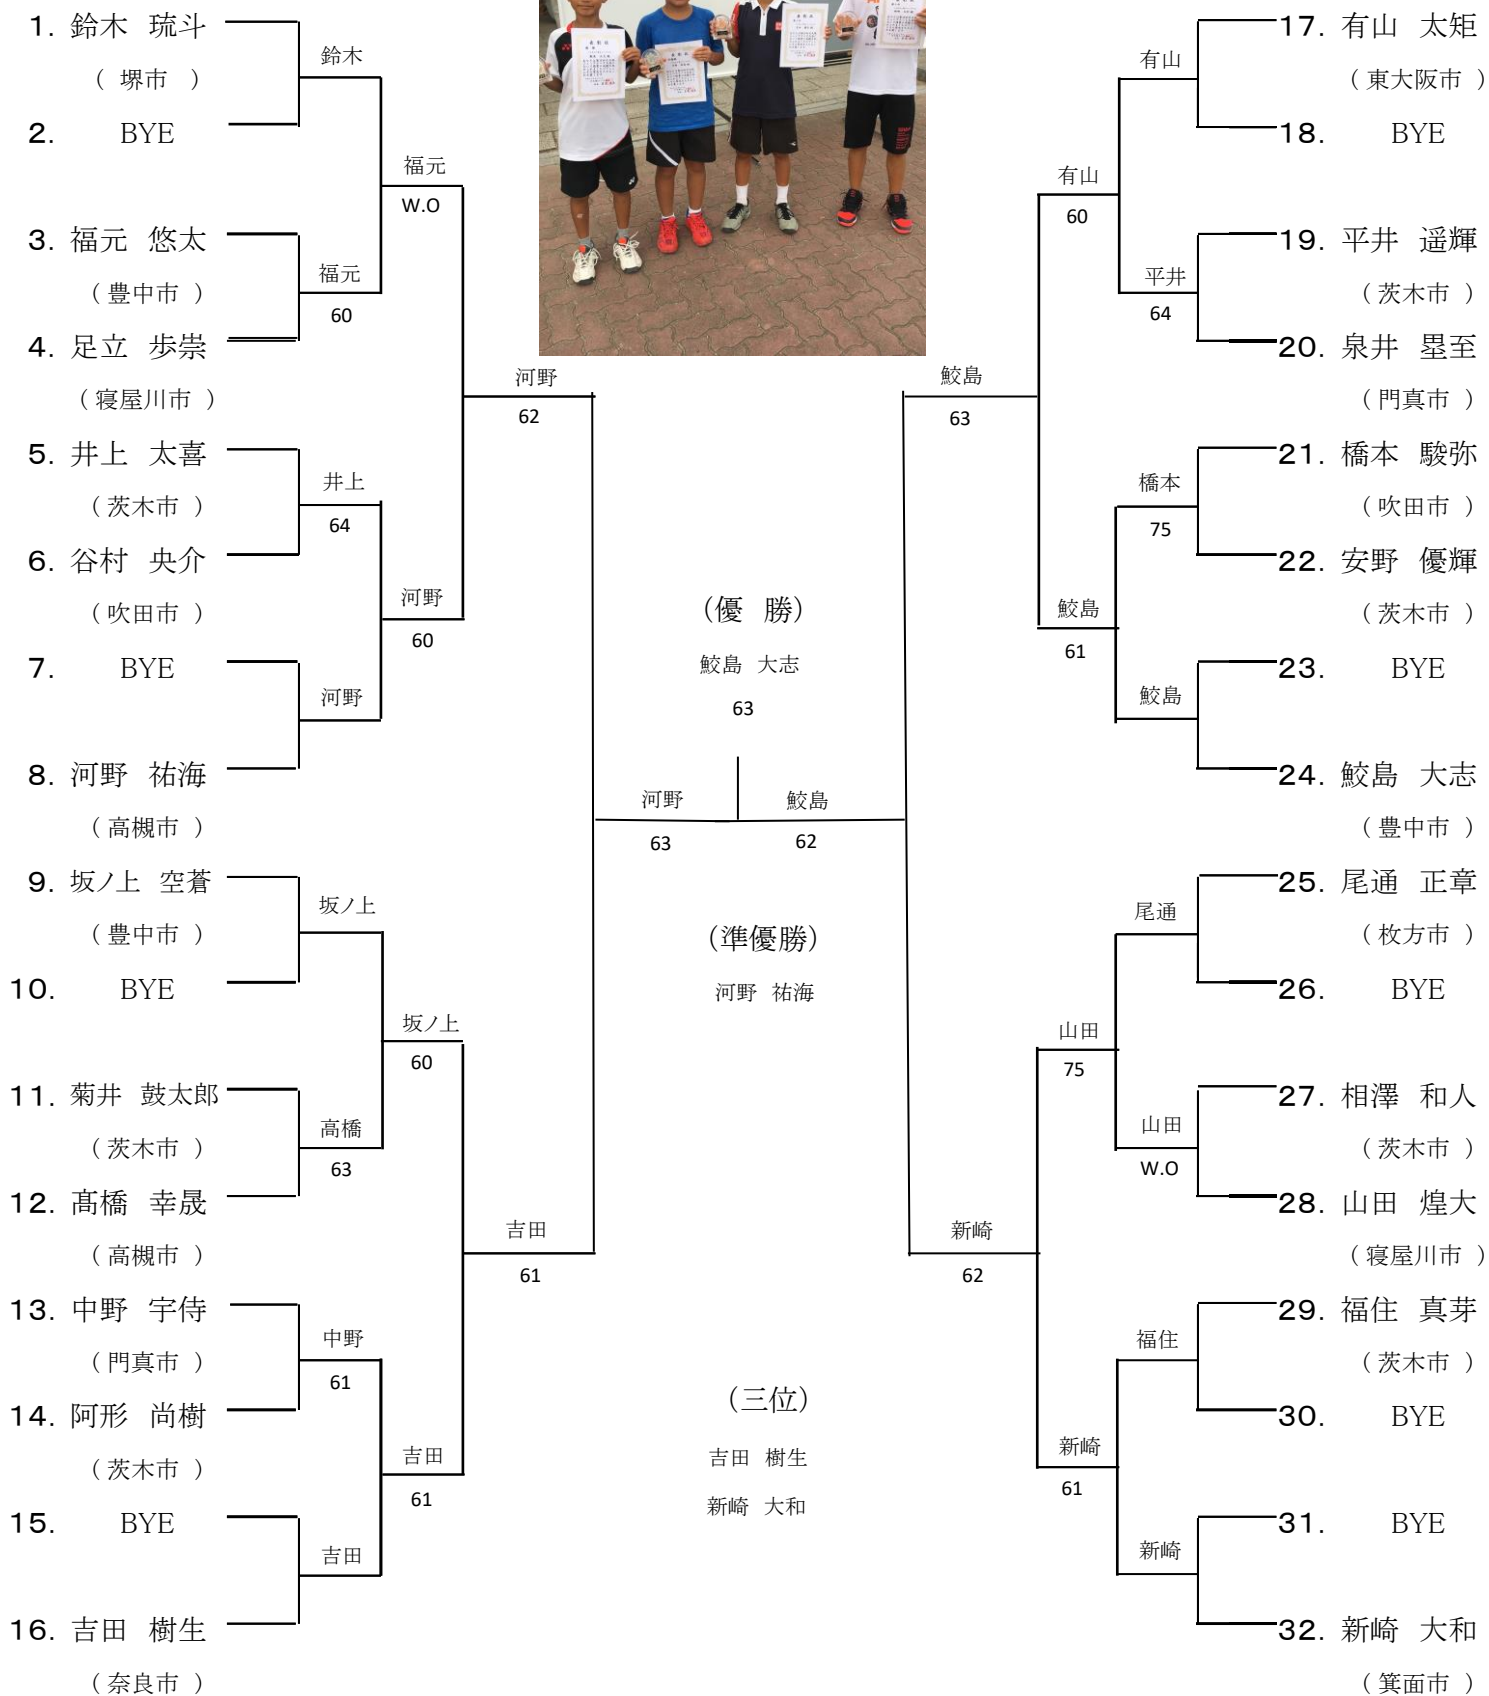 1. 鈴木 琉斗
（ 堺市 ）
2. BYE
3. 福元 悠太
（ 豊中市 ）
4. 足立 歩崇
（ 寝屋川市 ）
5. 井上 太喜
（ 茨木市 ）
6. 谷村 央介
（ 吹田市 ）
7. BYE
8. 河野 祐海
（ 高槻市 ）
9. 坂ノ上 空蒼
（ 豊中市 ）
10. BYE
11. 菊井 鼓太郎
（ 茨木市 ）
12. 髙橋 幸晟
（ 高槻市 ）
13. 中野 宇侍
（ 門真市 ）
14. 阿形 尚樹
（ 茨木市 ）
15. BYE
16. 吉田 樹生
（ 奈良市 ）
鈴木
福元
60
井上
64
河野
坂ノ上
高橋
63
中野
61
吉田
福元
W.O
河野
60
坂ノ上
60
吉田
61
河野
62
吉田
61
（優 勝）
鮫島 大志
63
河野
63
鮫島
62
（準優勝）
河野 祐海
（三位）
吉田 樹生
新崎 大和
鮫島
63
新崎
62
有山
60
鮫島
61
山田
75
新崎
61
有山
平井
64
橋本
75
鮫島
尾通
山田
W.O
福住
新崎
17. 有山 太矩
（ 東大阪市 ）
18. BYE
19. 平井 遥輝
（ 茨木市 ）
20. 泉井 塁至
（ 門真市 ）
21. 橋本 駿弥
（ 吹田市 ）
22. 安野 優輝
（ 茨木市 ）
23. BYE
24. 鮫島 大志
（ 豊中市 ）
25. 尾通 正章
（ 枚方市 ）
26. BYE
27. 相澤 和人
（ 茨木市 ）
28. 山田 煌大
（ 寝屋川市 ）
29. 福住 真芽
（ 茨木市 ）
30. BYE
31. BYE
32. 新崎 大和
（ 箕面市 ）